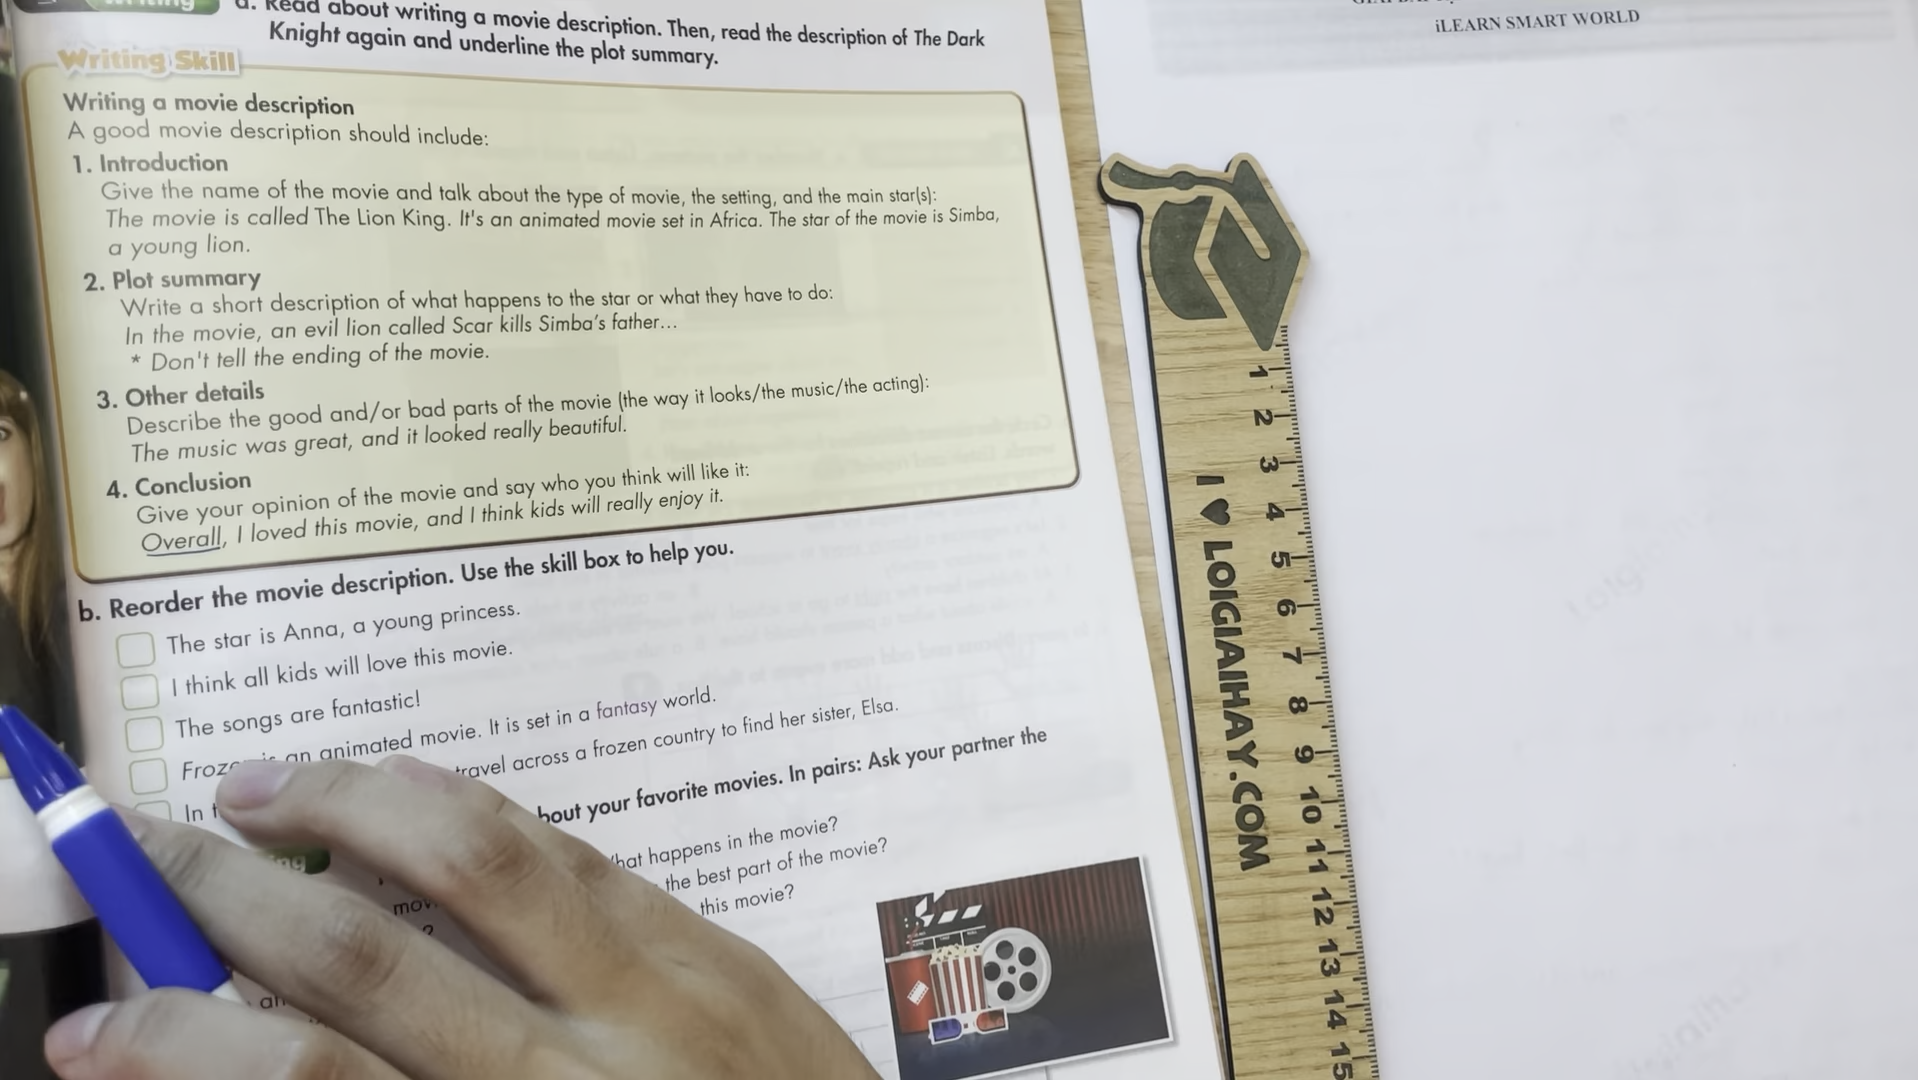 a. Read about writing a movie description. Then, read the description of The Dark
Knight again and underline the plot summary.
Writing Skill
Writing a movie description
A good movie description should include:
1. Introduction
Give the name of the movie and talk about the type of movie, the setting, and the main star(s):
The movie is called The Lion King. It's an animated movie set in Africa. The star of the movie is Simba,
a young lion.
2. Plot summary
Write a short description of what happens to the star or what they have to do:
In the movie, an evil lion called Scar kills Simba's father...
* Don't tell the ending of the movie.
3. Other details
Describe the good and/or bad parts of the movie (the way it looks/the music/the acting):
The music was great, and it looked really beautiful.
4. Conclusion
Give your opinion of the movie and say who you think will like it:
Overall, I loved this movie, and I think kids will really enjoy it.
b. Reorder the movie description. Use the skill box to help you.
The star is Anna, a young princess.
I think all kids will love this movie.
The songs are fantastic!
an animated movie. It is set in a fantasy world.
In
travel across a frozen country to find her sister, Elsa.
your favorite movies. In pairs: Ask your partner the
happens in the movie?
the best part of the movie?
this movie?
iLEARN SMART WORLD
I ♥ LOIGIAIHAY.COM
1 2 3 4 5 6 7 8 9 10 11 12 13 14 15